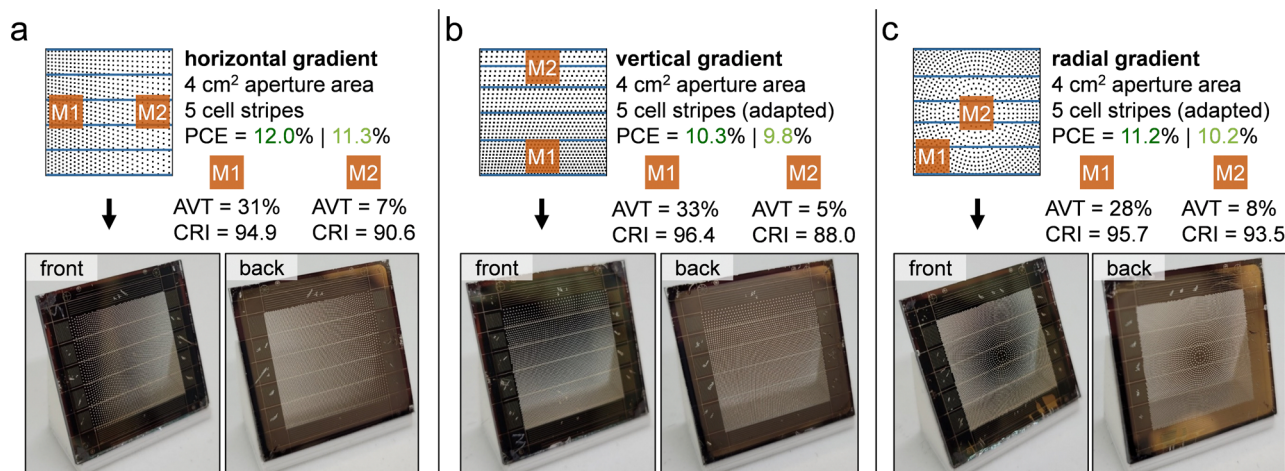 a
horizontal gradient
4 cm² aperture area
5 cell stripes
PCE = 12.0% | 11.3%
M1
M2
M1
M2
AVT = 31%
AVT = 7%
CRI = 94.9
CRI = 90.6
front
back
b
vertical gradient
4 cm² aperture area
5 cell stripes (adapted)
PCE = 10.3% | 9.8%
M2
M1
M1
M2
AVT = 33%
AVT = 5%
CRI = 96.4
CRI = 88.0
front
back
c
radial gradient
4 cm² aperture area
5 cell stripes (adapted)
PCE = 11.2% | 10.2%
M2
M1
M1
M2
AVT = 28%
AVT = 8%
CRI = 95.7
CRI = 93.5
front
back